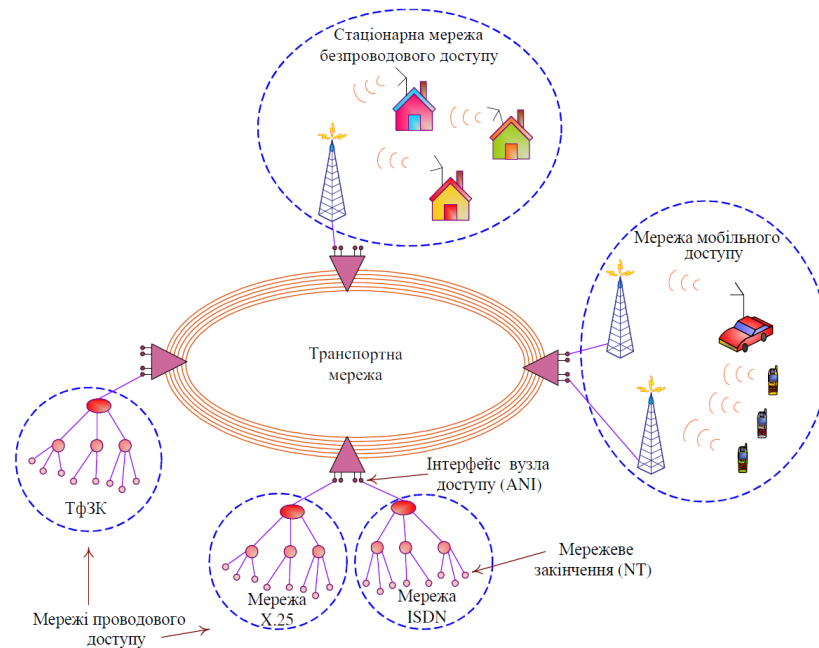 Стаціонарна мережа
безпроводового доступу
Мережа мобільного
доступу
Транспортна
мережа
Інтерфейс вузла
доступу (ANI)
ТфЗК
Мережеве
закінчення (NT)
Мережа
X.25
Мережа
ISDN
Мережі проводового
доступу